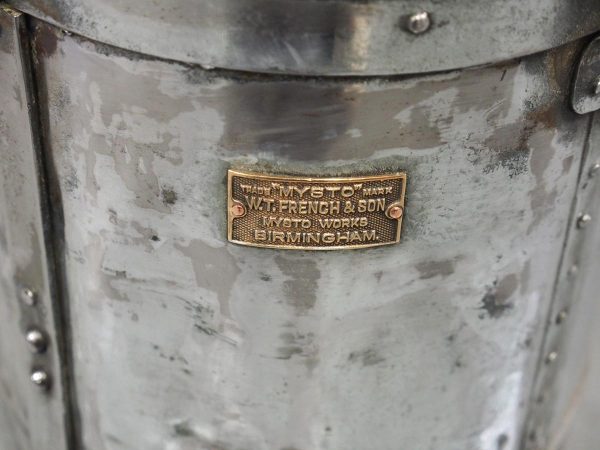 TRADE "MYSTO" MARK
W.T. FRENCH & SON
MYSTO WORKS
BIRMINGHAM.